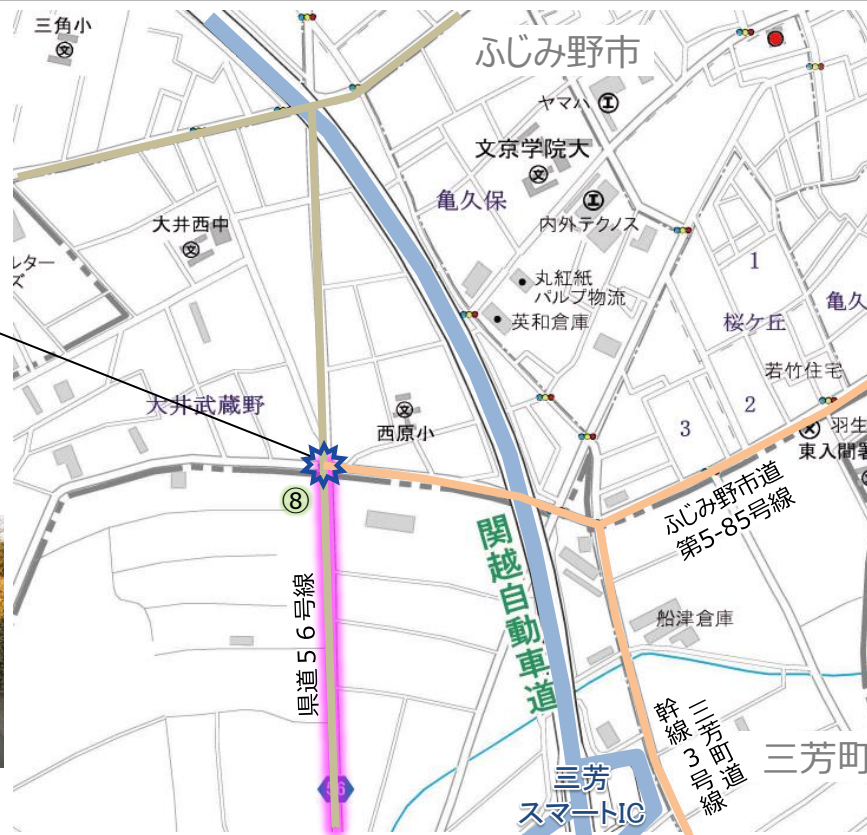 三角小
ふじみ野市
ヤマハ
文京学院大
亀久保
内外テクノス
大井西中
ルター
ズ
丸紅紙
パルプ物流
英和倉庫
1
桜ケ丘
亀久
若竹住宅
2
3
羽生
東入間署
大井武蔵野
西原小
⑧
ふじみ野市道
第5-85号線
関越自動車道
県道56号線
船津倉庫
三芳町道
幹線3号線
三芳町
56
三芳
スマートIC